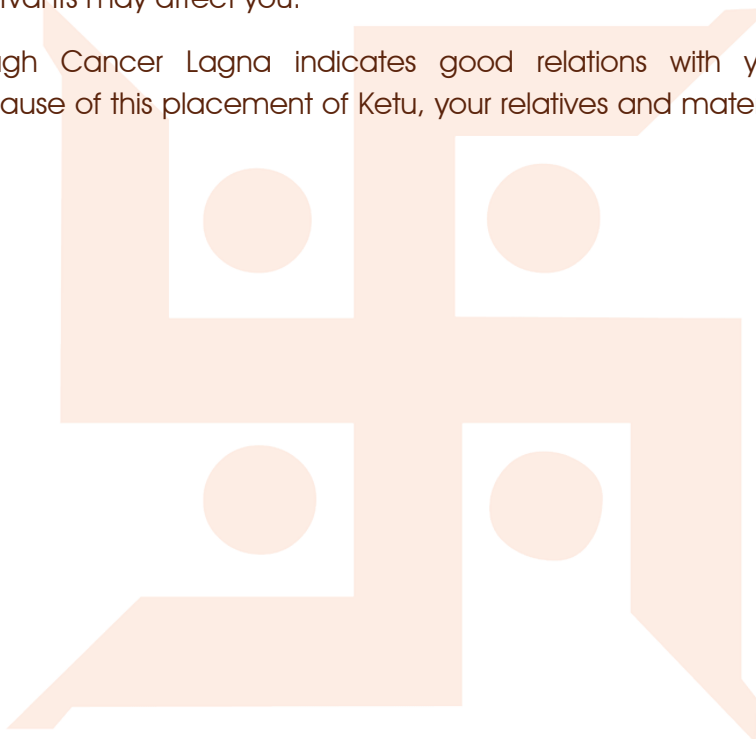 may affect you.
Cancer Lagna indicates good relations with
of this placement of Ketu, your relatives and